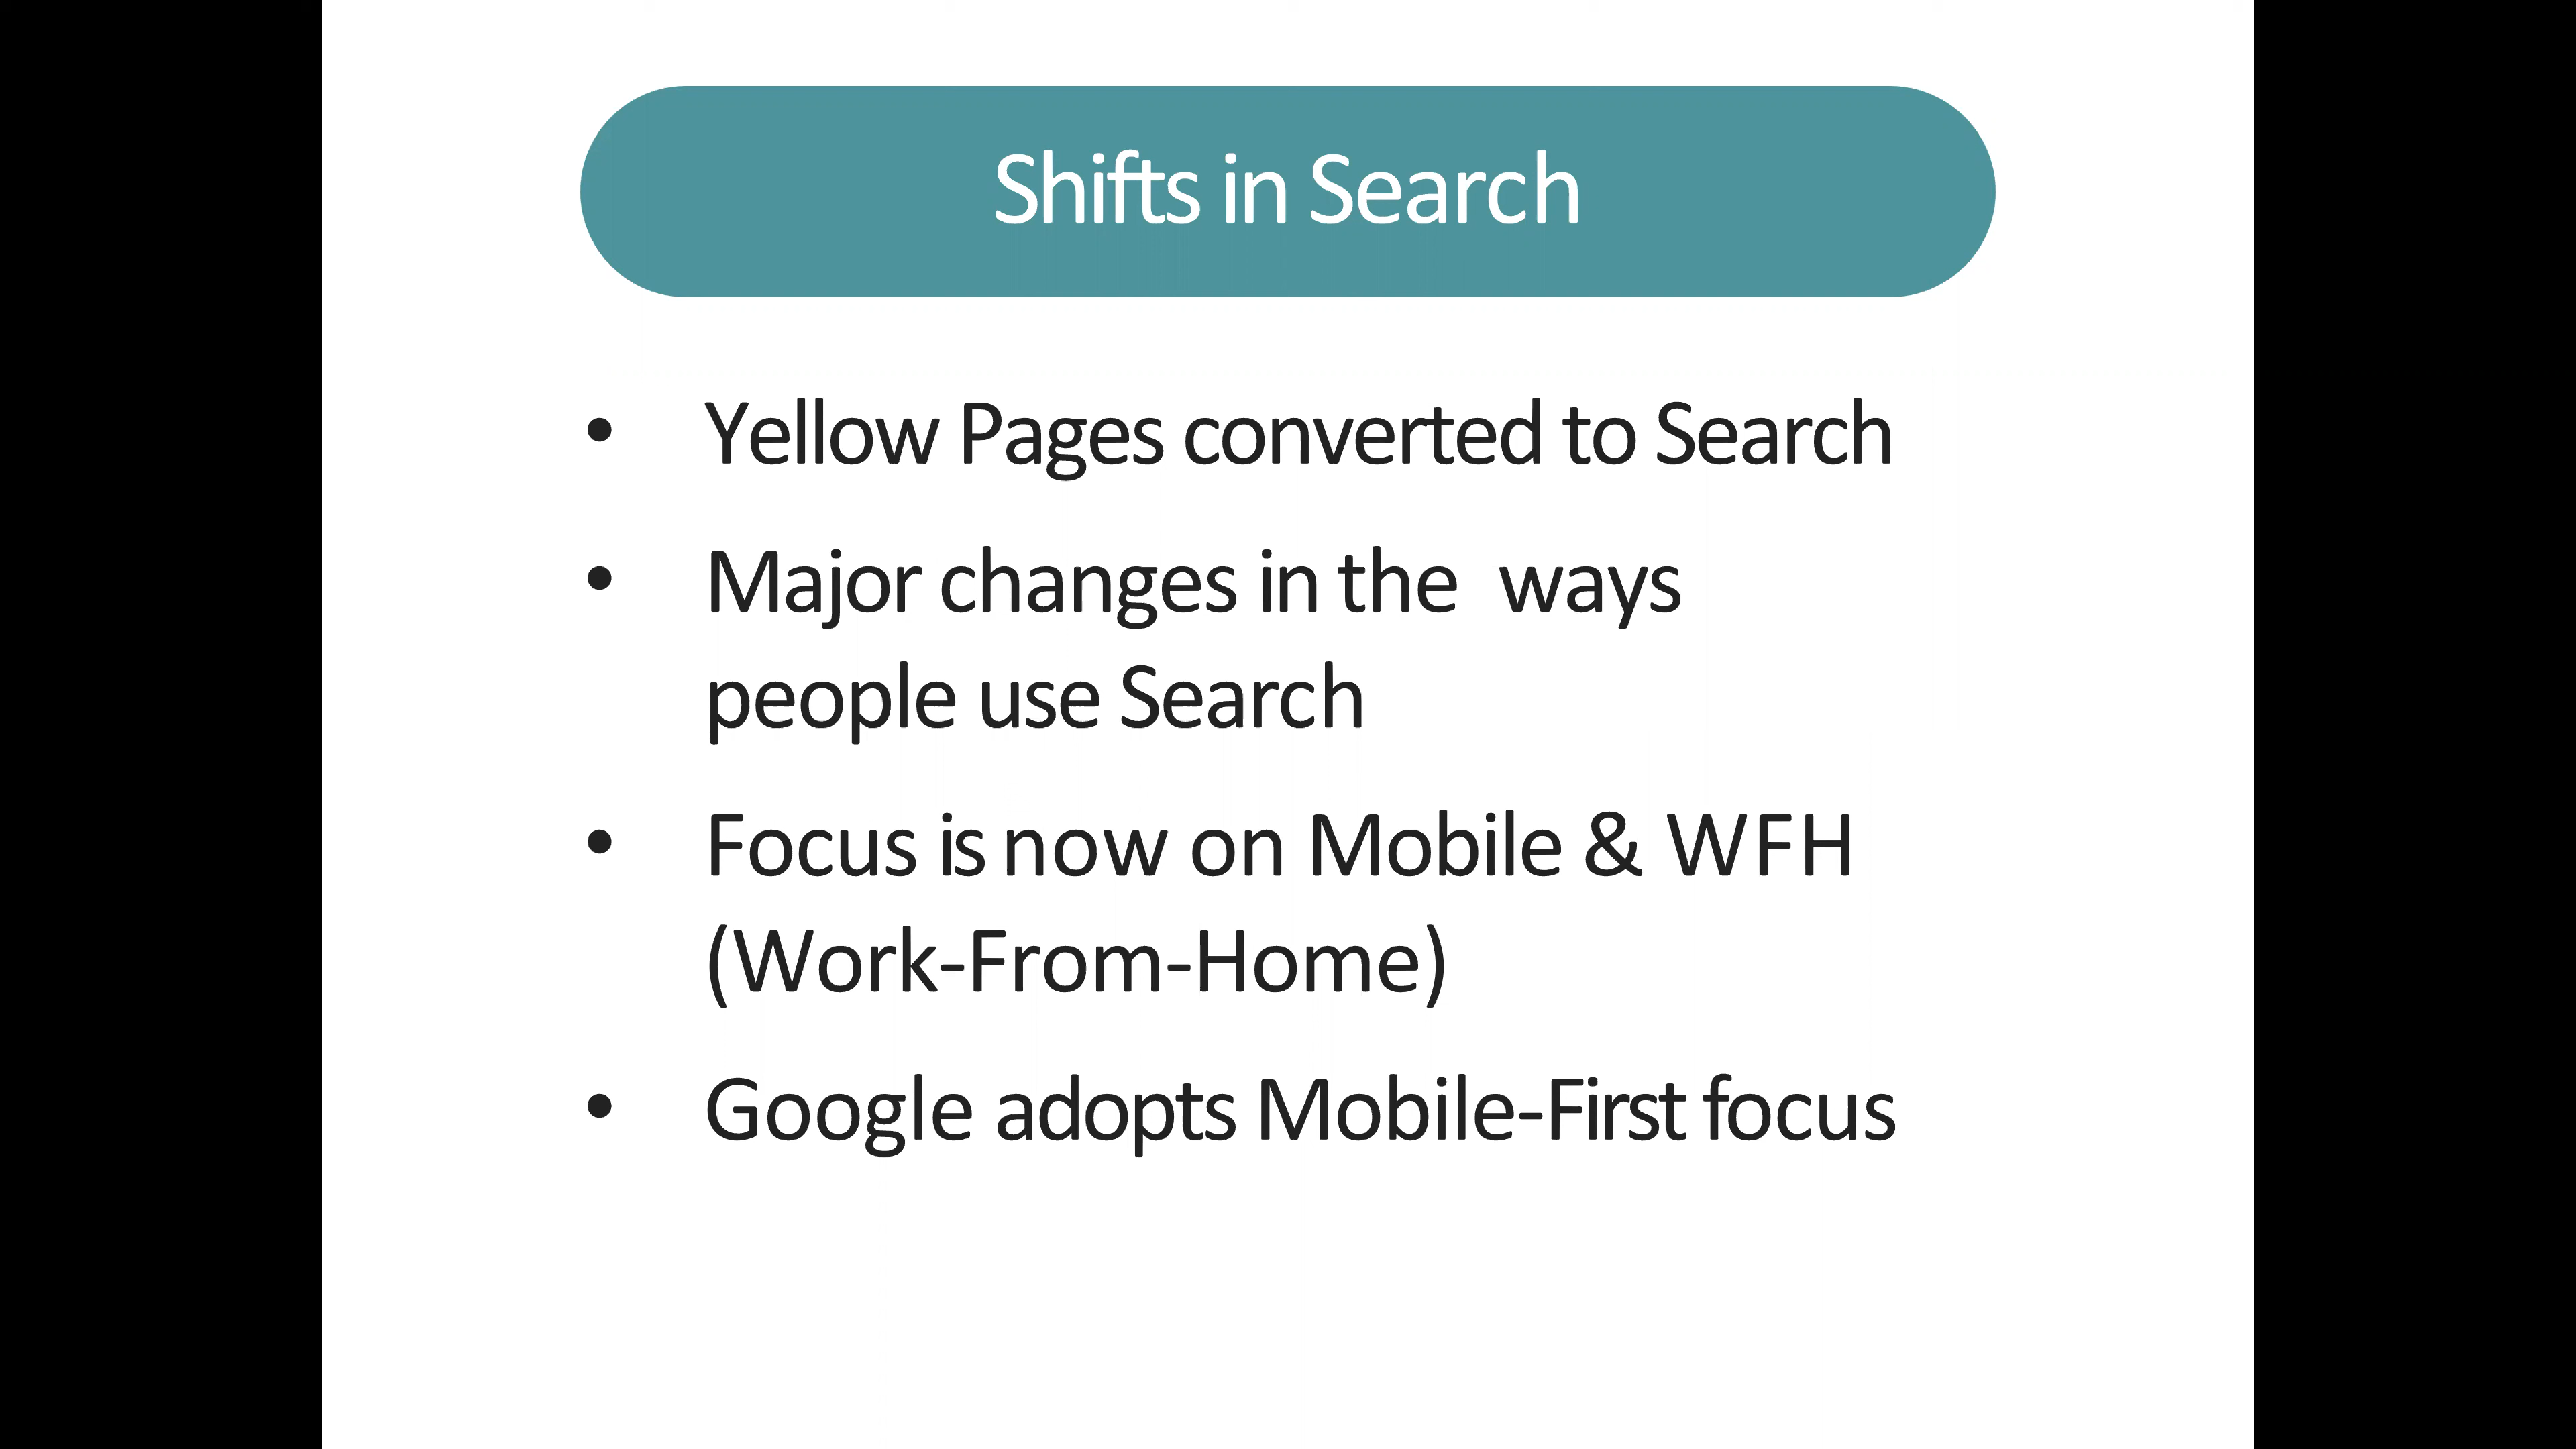 Shifts in Search
• Yellow Pages converted to Search
• Major changes in the ways
people use Search
• Focus is now on Mobile & WFH
(Work-From-Home)
• Google adopts Mobile-First focus